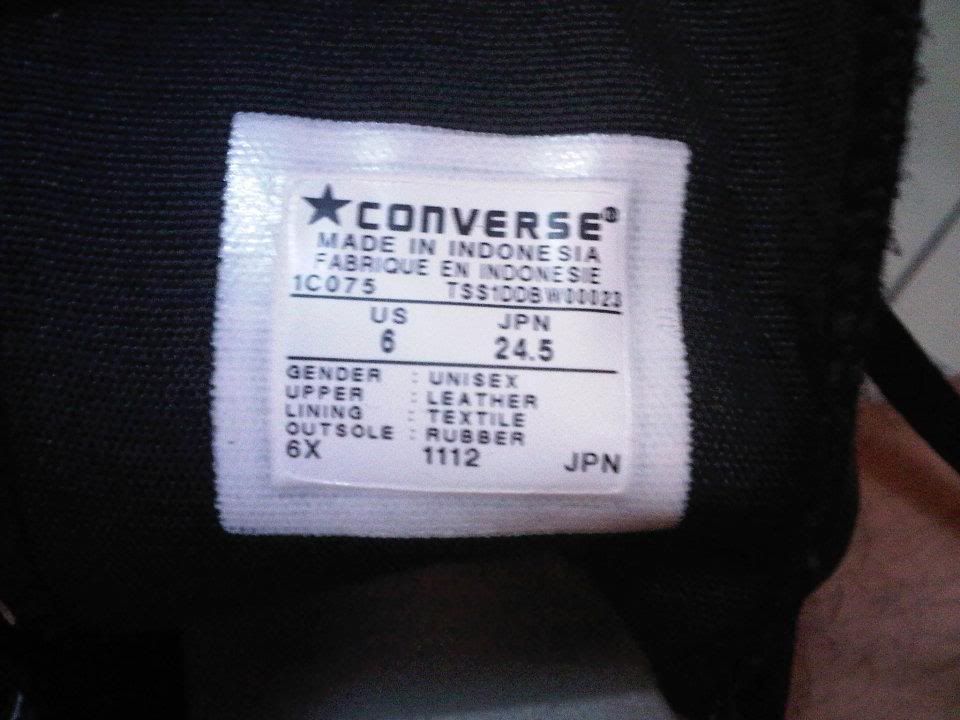 ★CONVERSE®
MADE IN INDONESIA
FABRIQUE EN INDONESIE
1C075 TSS1DDBW00023
US JPN
6 24.5
GENDER : UNISEX
UPPER : LEATHER
LINING : TEXTILE
OUTSOLE : RUBBER
6X 1112 JPN